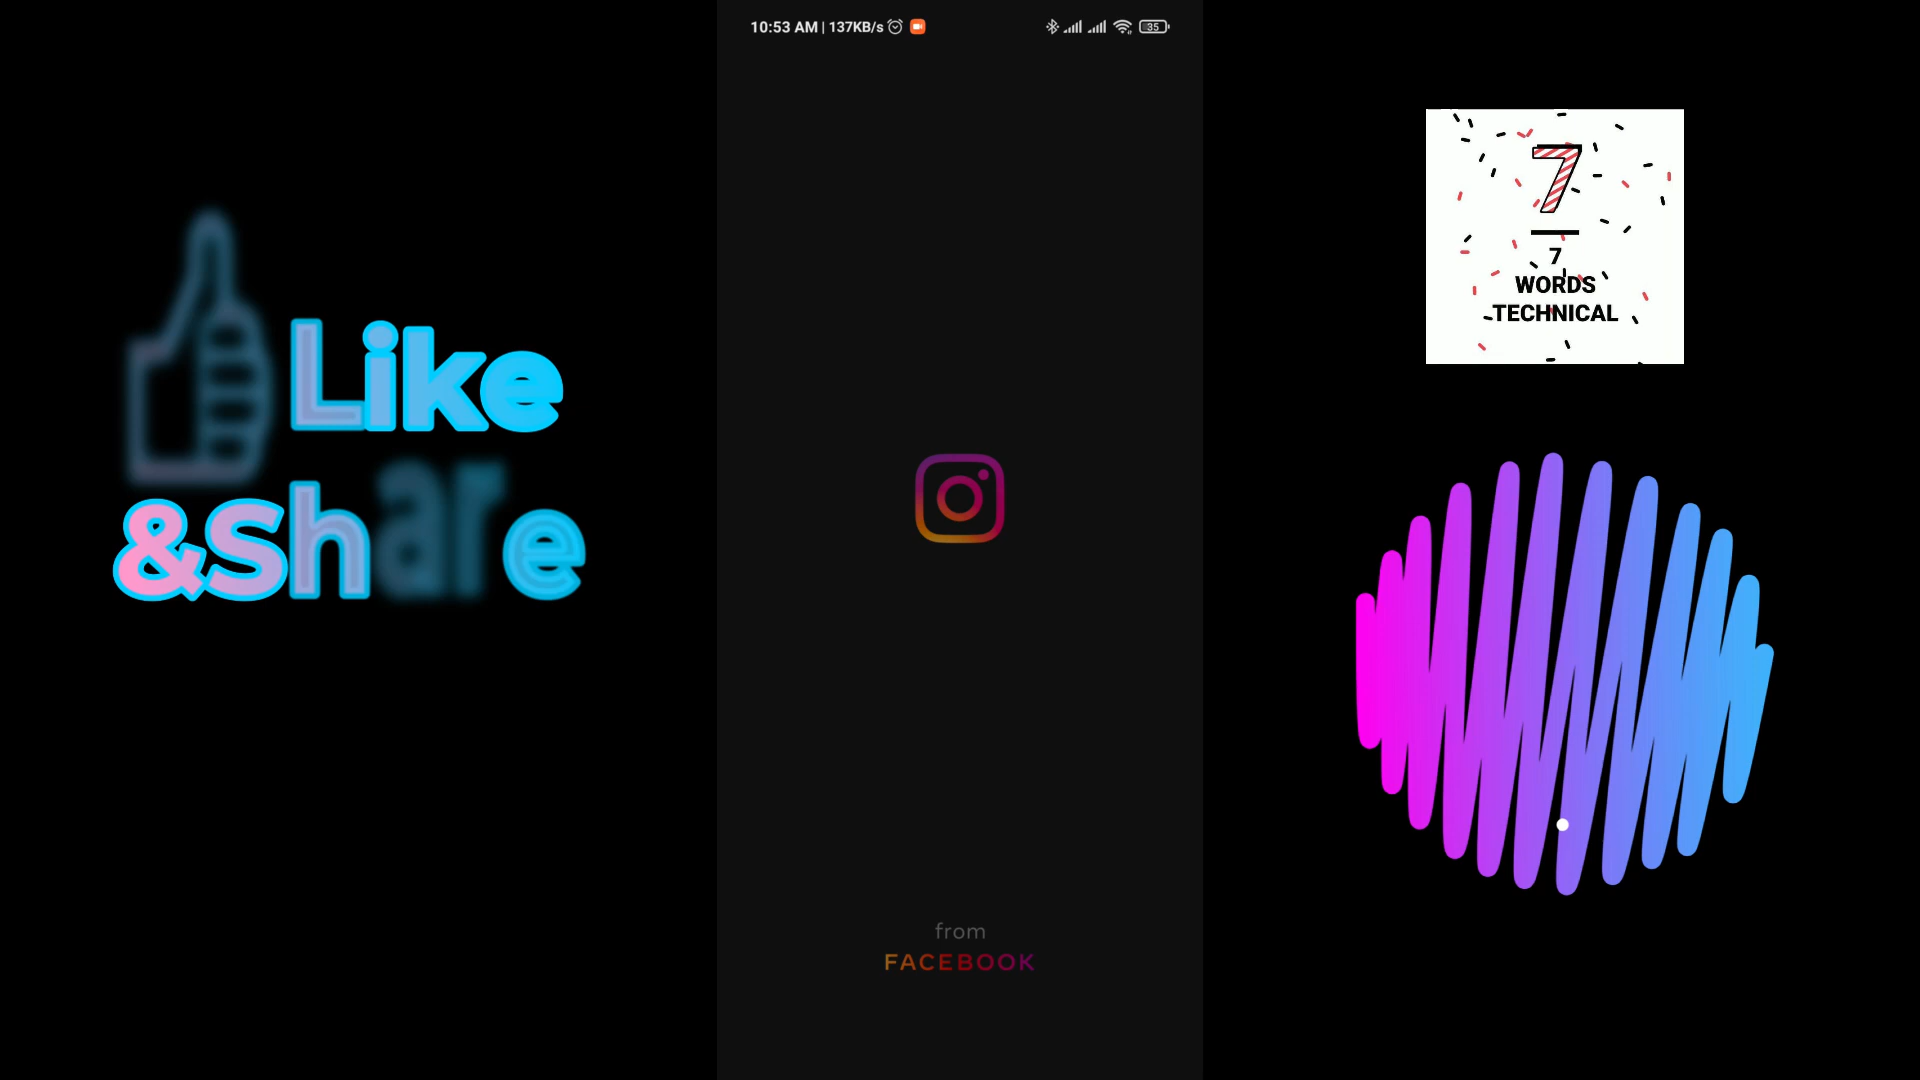 10:53 AM | 137KB/s
35
Like
&Share
from
FACEBOOK
7
7
WORDS
TECHNICAL